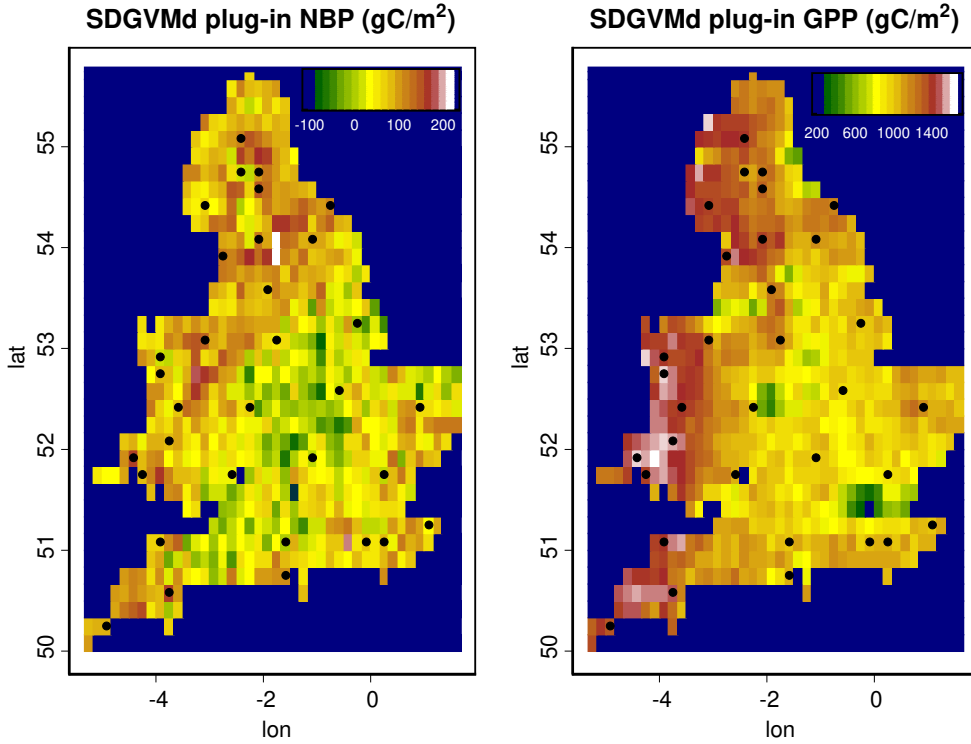 SDGVMd plug-in NBP (gC/m²)
-100 0 100 200
lat
50 51 52 53 54 55
-4 -2 0
lon
SDGVMd plug-in GPP (gC/m²)
200 600 1000 1400
lat
50 51 52 53 54 55
-4 -2 0
lon